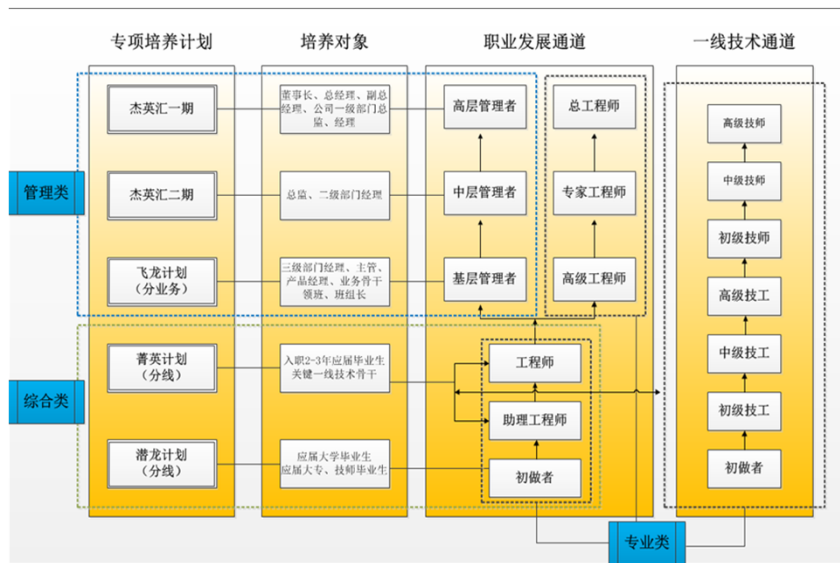 专项培养计划
培养对象
职业发展通道
一线技术通道
管理类
杰英汇一期
董事长、总经理、副总
经理、公司一级部门总
监、经理
高层管理者
总工程师
高级技师
杰英汇二期
总监、二级部门经理
中层管理者
专家工程师
中级技师
初级技师
飞龙计划
（分业务）
三级部门经理、主管、
产品经理、业务骨干
领班、班组长
基层管理者
高级工程师
高级技工
综合类
菁英计划
（分线）
入职2-3年应届毕业生
关键一线技术骨干
工程师
中级技工
助理工程师
初级技工
潜龙计划
（分线）
应届大学毕业生
应届大专、技师毕业生
初做者
初做者
专业类